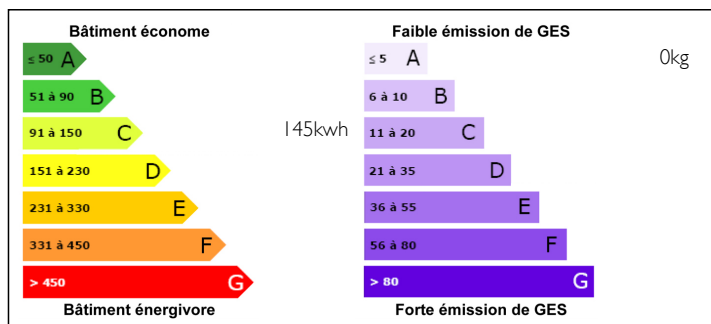 Bâtiment économe
≤ 50 A
51 à 90 B
91 à 150 C
145kwh
151 à 230 D
231 à 330 E
331 à 450 F
> 450 G
Bâtiment énergivore
Faible émission de GES
≤ 5 A
0kg
6 à 10 B
11 à 20 C
21 à 35 D
36 à 55 E
56 à 80 F
> 80 G
Forte émission de GES